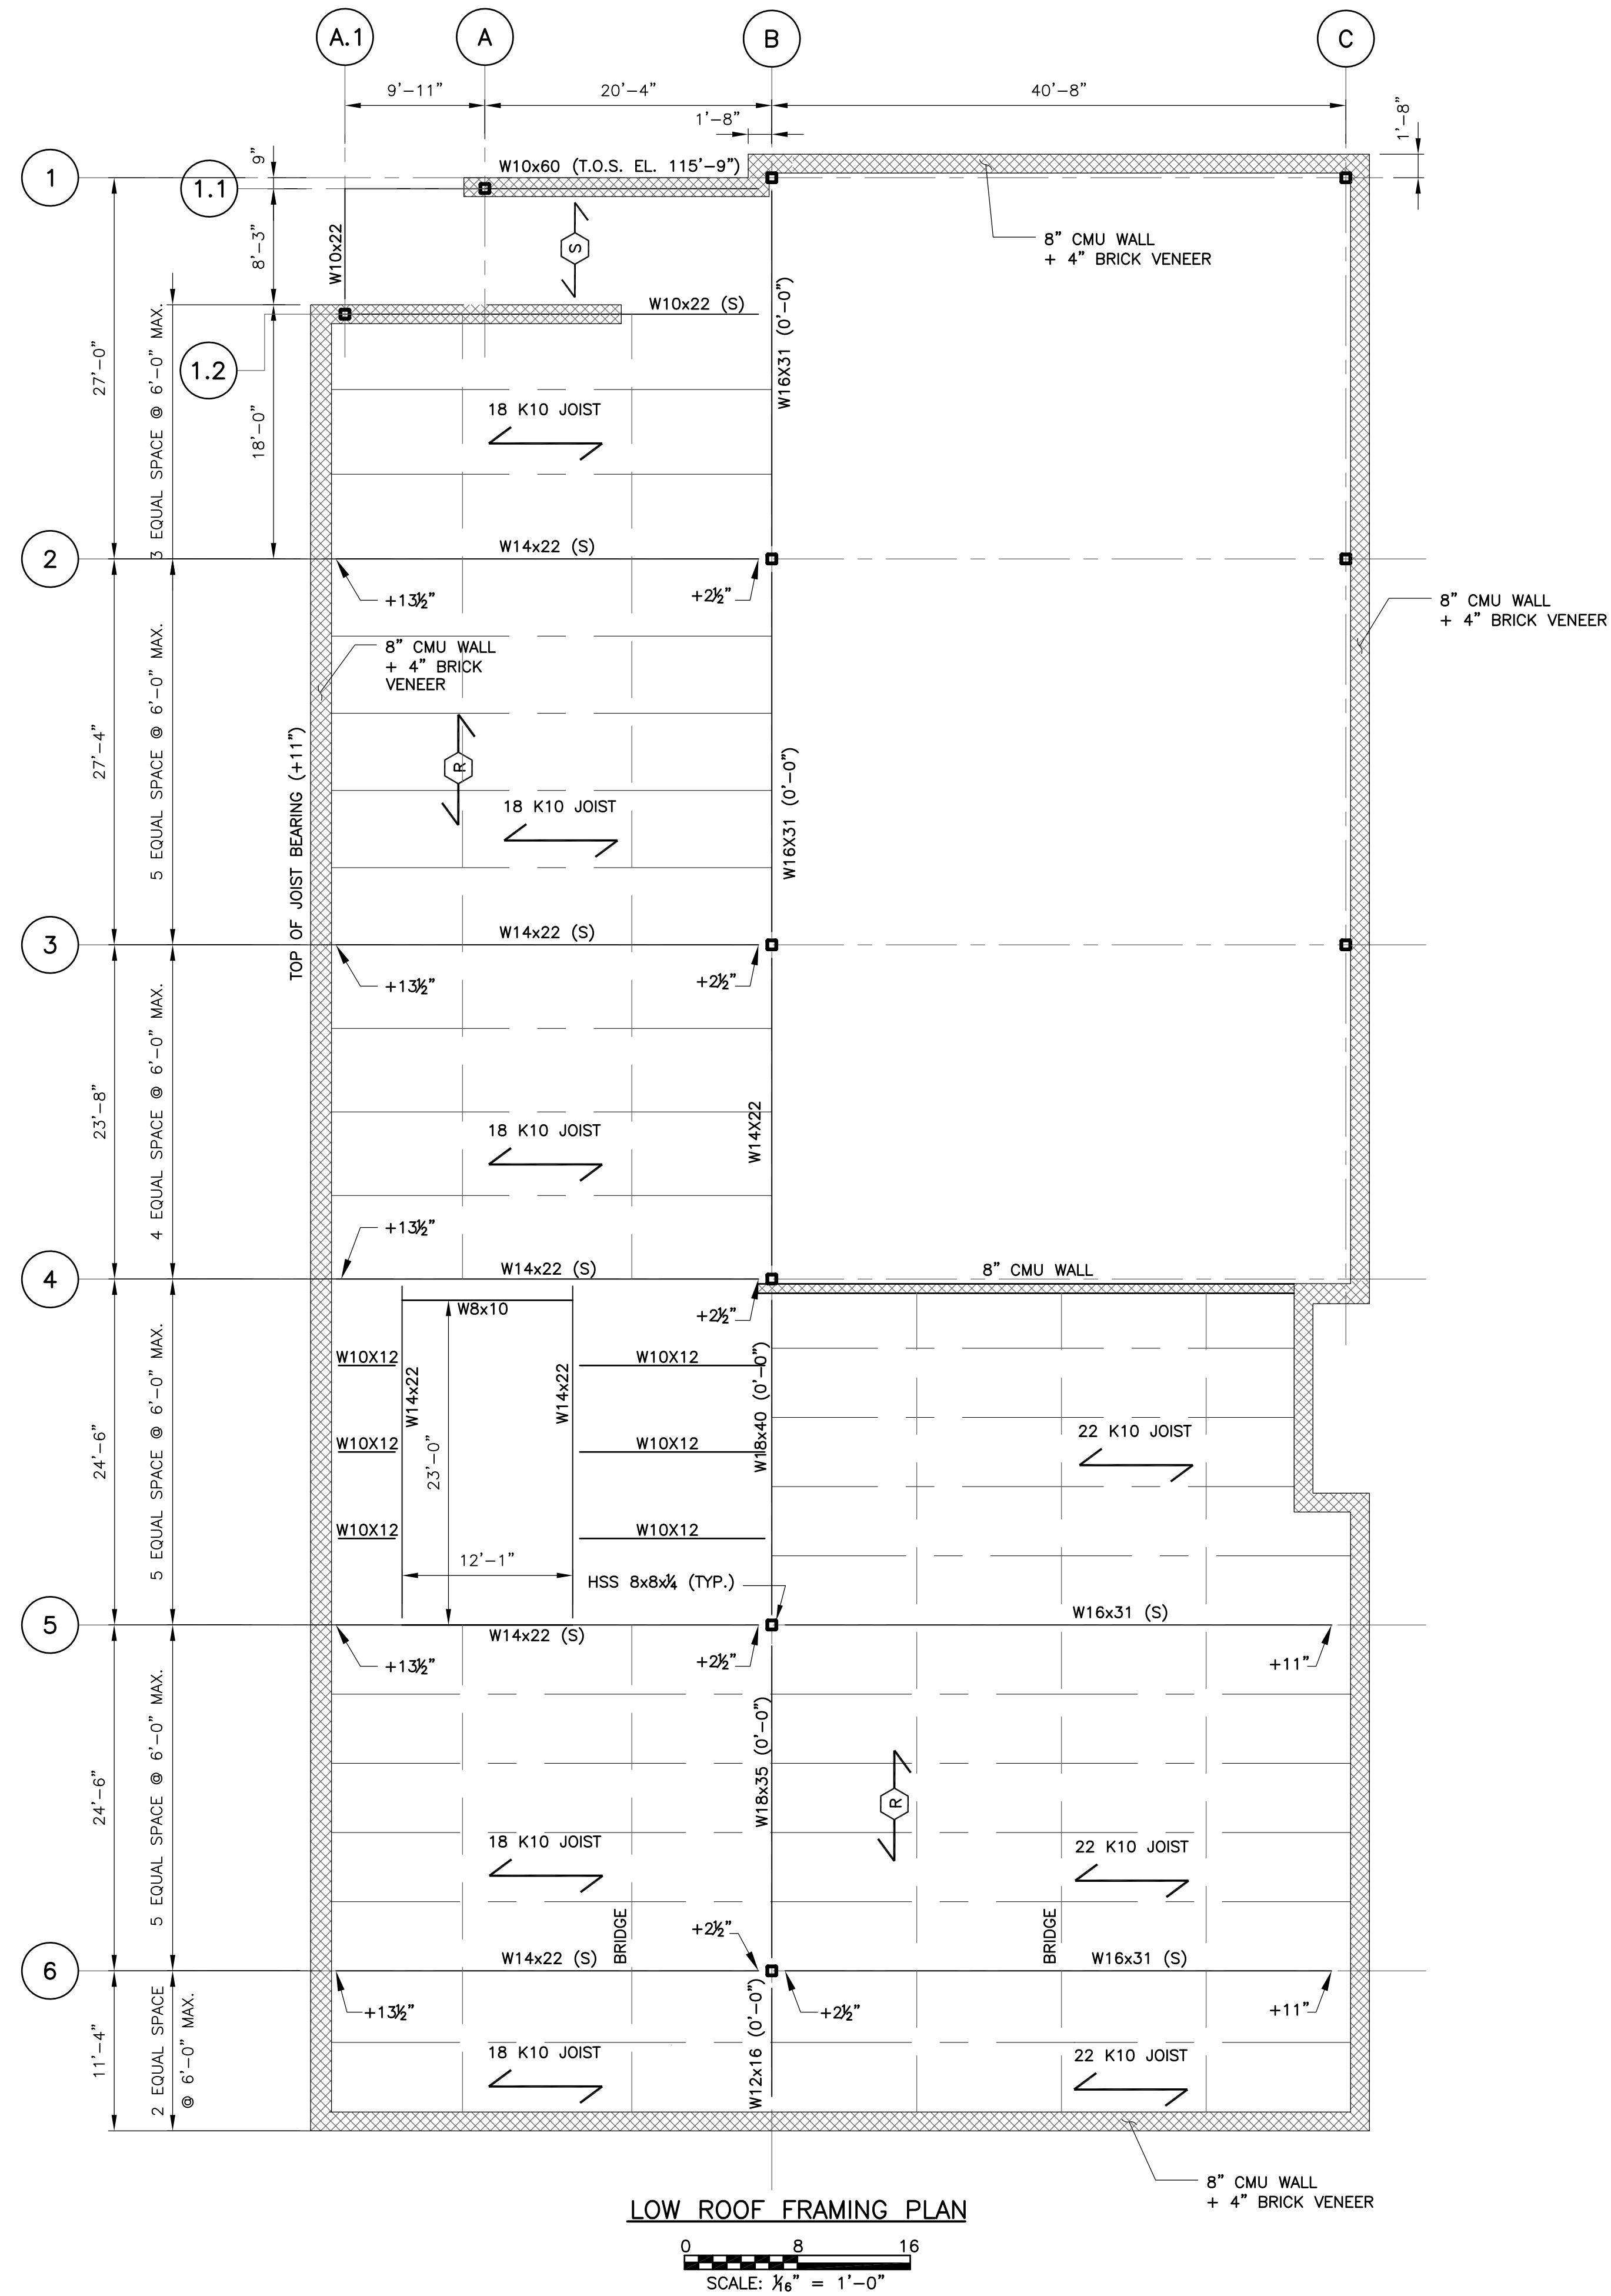 A.1
A
B
C
9'-11"
20'-4"
40'-8"
1'-8"
1'-8"
9"
1
1.1
W10x60 (T.O.S. EL. 115'-9")
W10x22
8'-3"
S
8" CMU WALL
+ 4" BRICK VENEER
W10x22 (S)
W16X31 (0'-0")
27'-0"
3 EQUAL SPACE @ 6'-0" MAX.
1.2
18'-0"
18 K10 JOIST
2
W14x22 (S)
+13½"
+2½"
8" CMU WALL
+ 4" BRICK VENEER
8" CMU WALL
+ 4" BRICK
VENEER
27'-4"
5 EQUAL SPACE @ 6'-0" MAX.
TOP OF JOIST BEARING (+11")
R
18 K10 JOIST
W16X31 (0'-0")
3
W14x22 (S)
+13½"
+2½"
23'-8"
4 EQUAL SPACE @ 6'-0" MAX.
18 K10 JOIST
W14X22
+13½"
4
W14x22 (S)
8" CMU WALL
W8x10
+2½"
W10X12
W10X12
W14x22
W14x22
W18x40 (0'-0")
24'-6"
5 EQUAL SPACE @ 6'-0" MAX.
22 K10 JOIST
W10X12
W10X12
23'-0"
W10X12
W10X12
12'-1"
HSS 8x8x¼ (TYP.)
5
W14x22 (S)
W16x31 (S)
+13½"
+2½"
+11"
24'-6"
5 EQUAL SPACE @ 6'-0" MAX.
W18x35 (0'-0")
R
18 K10 JOIST
22 K10 JOIST
BRIDGE
BRIDGE
+2½"
6
W14x22 (S)
W16x31 (S)
+13½"
+2½"
+11"
11'-4"
2 EQUAL SPACE
@ 6'-0" MAX.
W12x16 (0'-0")
18 K10 JOIST
22 K10 JOIST
8" CMU WALL
+ 4" BRICK VENEER
LOW ROOF FRAMING PLAN
0 8 16
SCALE: 1/16" = 1'-0"